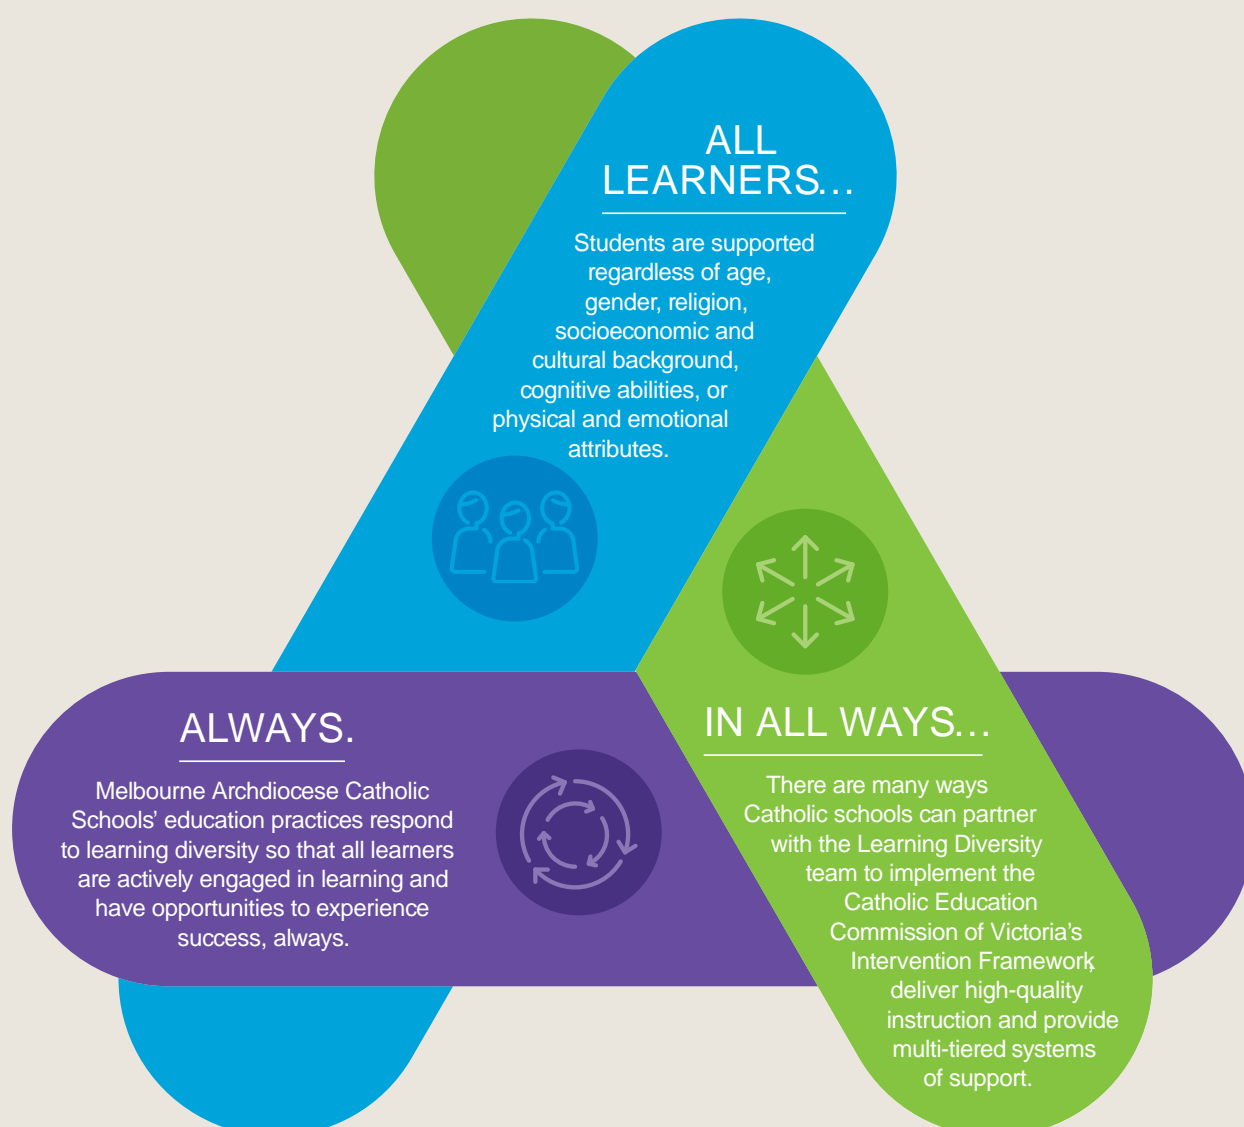 ALL
LEARNERS…
Students are supported
regardless of age,
gender, religion,
socioeconomic and
cultural background,
cognitive abilities, or
physical and emotional
attributes.
IN ALL WAYS…
There are many ways
Catholic schools can partner
with the Learning Diversity
team to implement the
Catholic Education
Commission of Victoria’s
Intervention Framework,
deliver high-quality
instruction and provide
multi-tiered systems
of support.
ALWAYS.
Melbourne Archdiocese Catholic
Schools’ education practices respond
to learning diversity so that all learners
are actively engaged in learning and
have opportunities to experience
success, always.